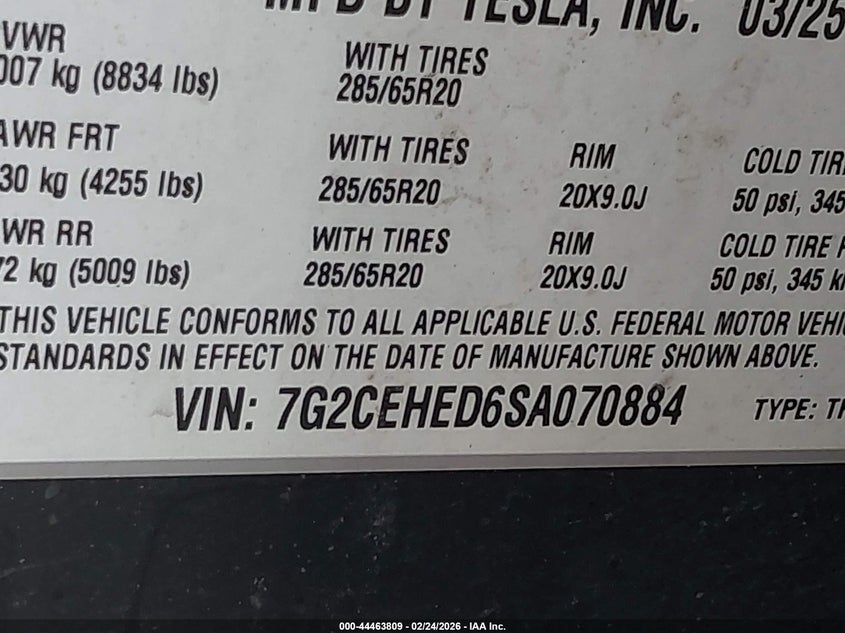 MFD BY TESLA, INC. 03/25
VWR WITH TIRES
007 kg (8834 lbs) 285/65R20
AWR FRT WITH TIRES RIM COLD TIR
30 kg (4255 lbs) 285/65R20 20X9.0J 50 psi, 345
WR RR WITH TIRES RIM COLD TIRE
72 kg (5009 lbs) 285/65R20 20X9.0J 50 psi, 345 k
THIS VEHICLE CONFORMS TO ALL APPLICABLE U.S. FEDERAL MOTOR VEHI
STANDARDS IN EFFECT ON THE DATE OF MANUFACTURE SHOWN ABOVE.
VIN: 7G2CEHED6SA070884 TYPE: TR
000-44463809 - 02/24/2026 - IAA Inc.